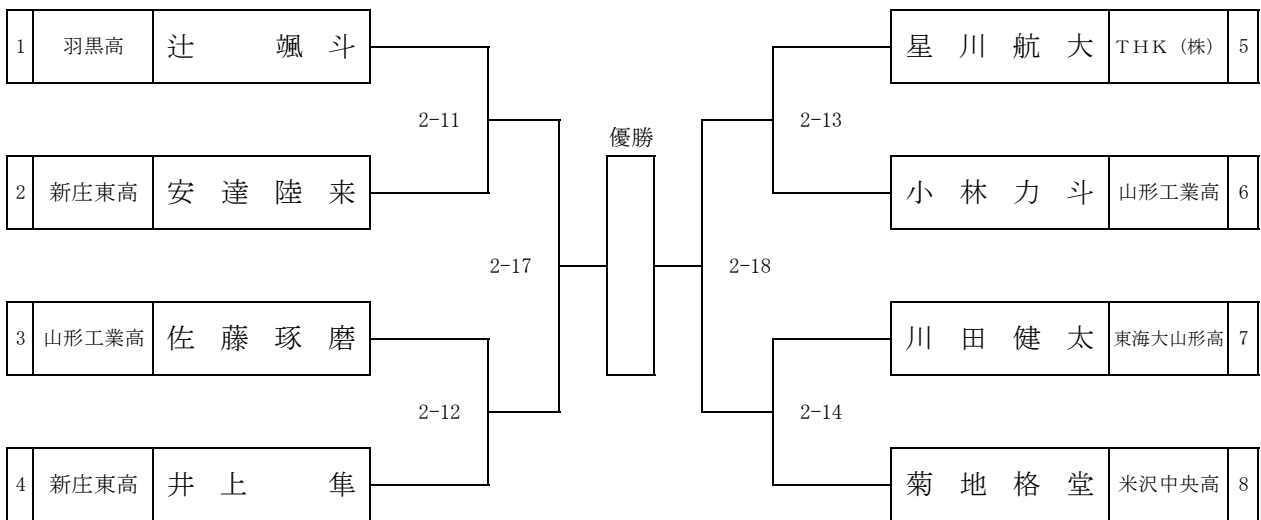 1 羽黒高 辻 颯斗
2-11
2 新庄東高 安達陸来
2-17
3 山形工業高 佐藤琢磨
2-12
4 新庄東高 井上 隼
優勝
星川航大 THK（株） 5
2-13
小林力斗 山形工業高 6
2-18
川田健太 東海大山形高 7
2-14
菊地格堂 米沢中央高 8